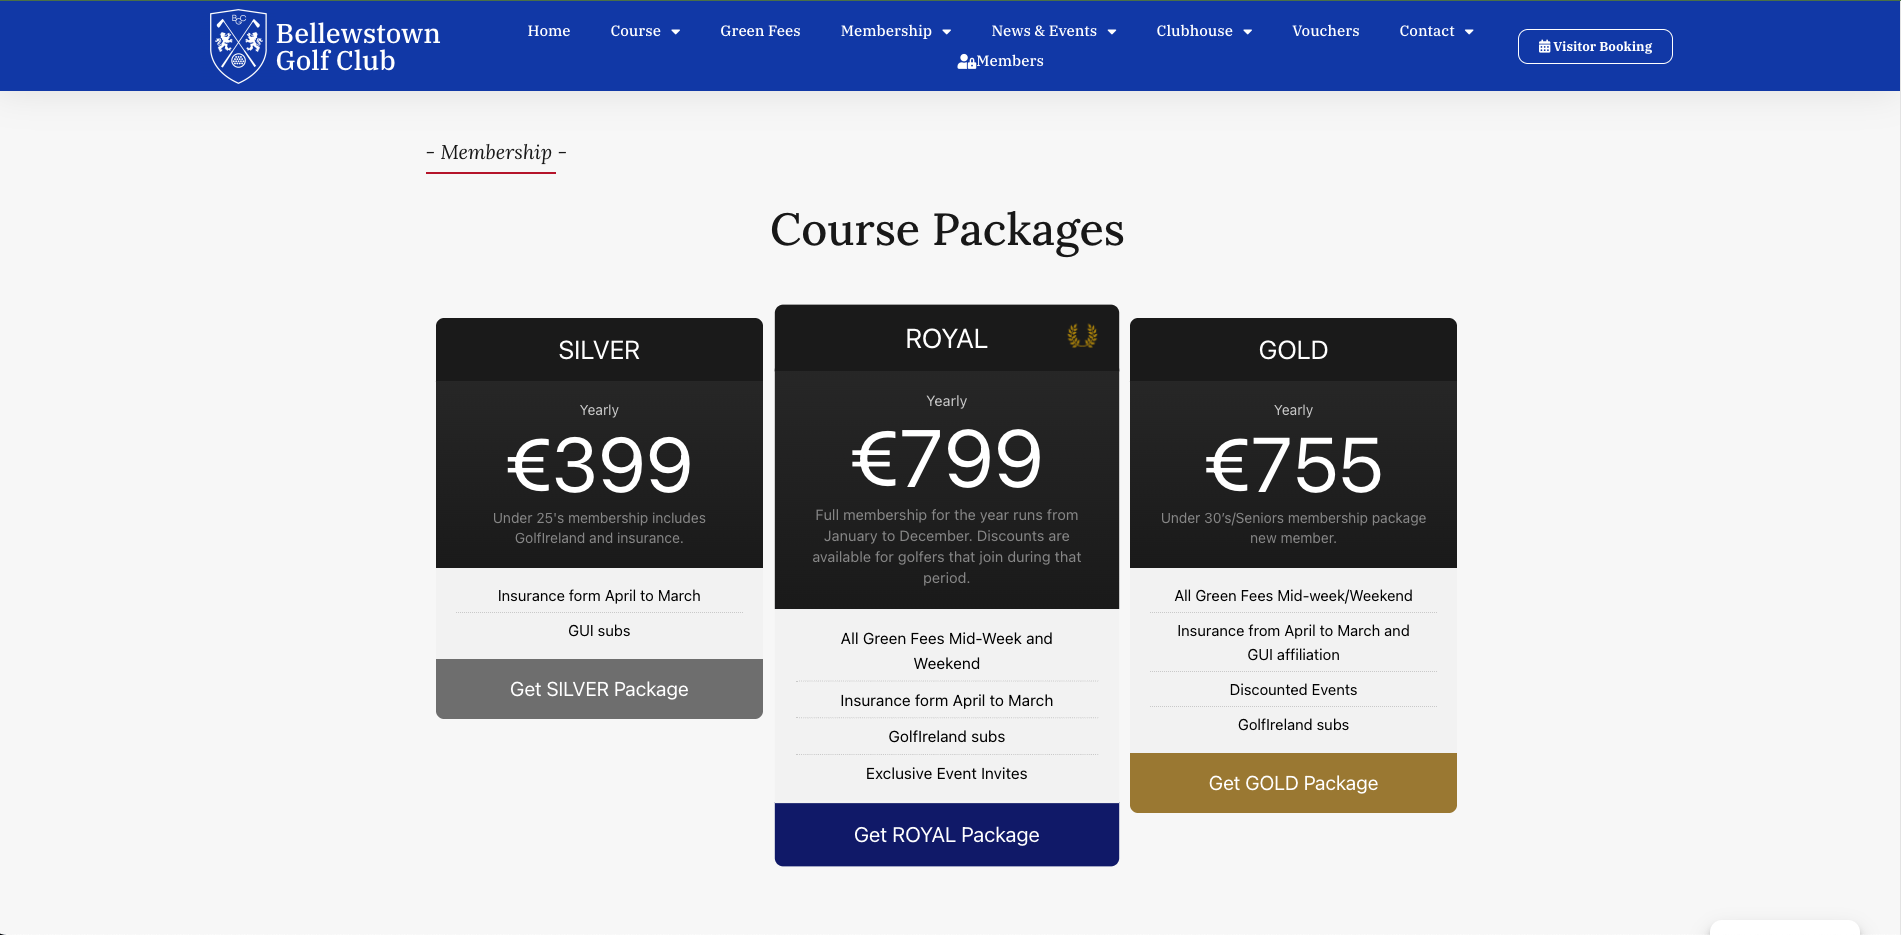 Bellewstown
Golf Club
Home Course Green Fees Membership News & Events Clubhouse Vouchers Contact
Members
Visitor Booking
- Membership -
Course Packages
SILVER
Yearly
€399
Under 25's membership includes
GolfIreland and insurance.
Insurance form April to March
GUI subs
Get SILVER Package
ROYAL
Yearly
€799
Full membership for the year runs from
January to December. Discounts are
available for golfers that join during that
period.
All Green Fees Mid-Week and
Weekend
Insurance form April to March
GolfIreland subs
Exclusive Event Invites
Get ROYAL Package
GOLD
Yearly
€755
Under 30's/Seniors membership package
new member.
All Green Fees Mid-week/Weekend
Insurance from April to March and
GUI affiliation
Discounted Events
GolfIreland subs
Get GOLD Package